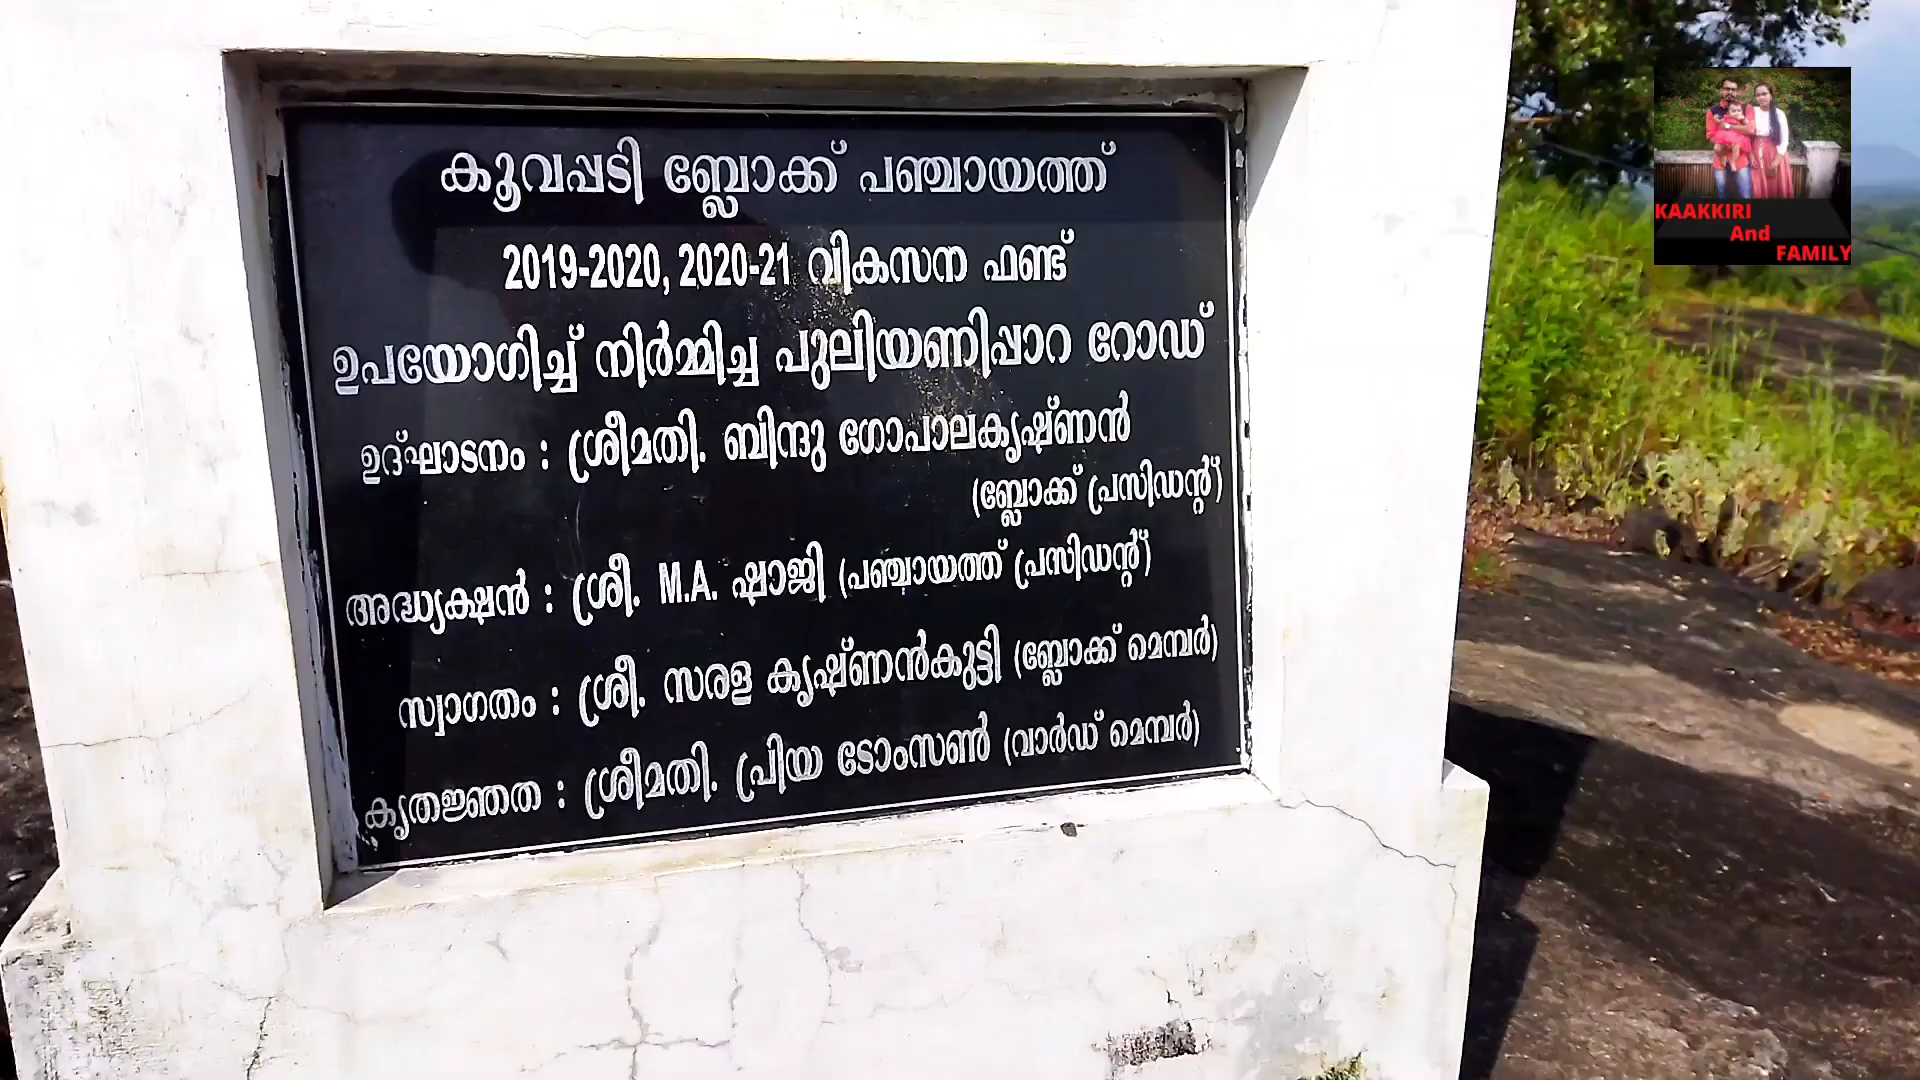 കൂവപ്പടി ബ്ലോക്ക് പഞ്ചായത്ത്
2019-2020, 2020-21 വികസന ഫണ്ട്
ഉപയോഗിച്ച് നിർമ്മിച്ച പുലിയണിപ്പാറ റോഡ്
ഉദ്ഘാടനം : ശ്രീമതി. ബിന്ദു ഗോപാലകൃഷ്ണൻ
(ബ്ലോക്ക് പ്രസിഡന്റ്)
അദ്ധ്യക്ഷൻ : ശ്രീ. M.A. ഷാജി (പഞ്ചായത്ത് പ്രസിഡന്റ്)
സ്വാഗതം : ശ്രീ. സരള കൃഷ്ണൻകുട്ടി (ബ്ലോക്ക് മെമ്പർ)
കൃതജ്ഞത : ശ്രീമതി. പ്രിയ ടോംസൺ (വാർഡ് മെമ്പർ)
KAAKKIRI
And
FAMILY